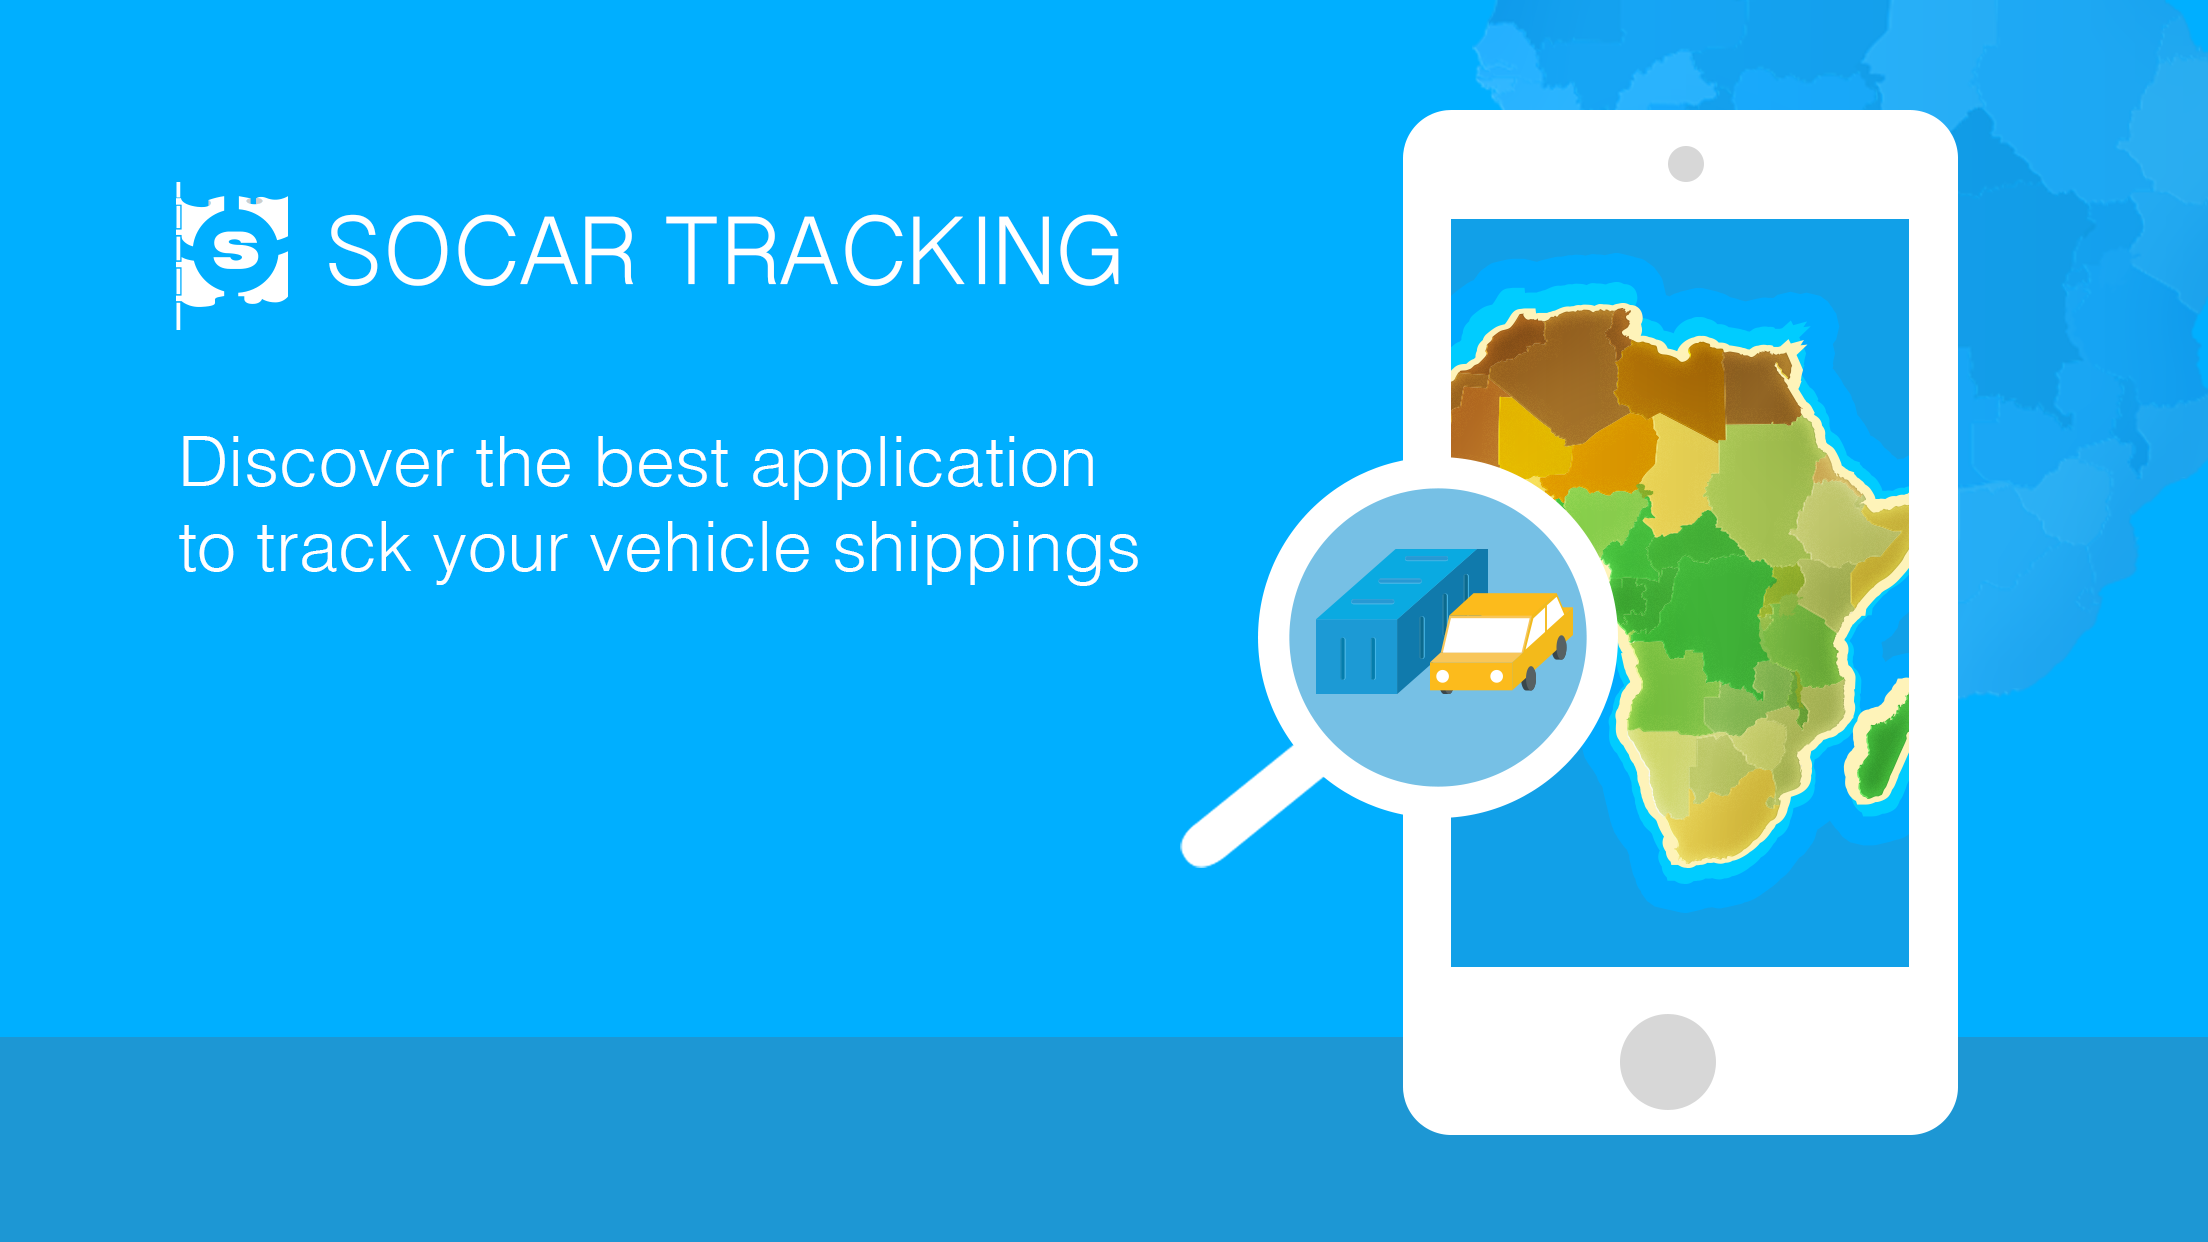 S
SOCAR TRACKING
Discover the best application
to track your vehicle shippings